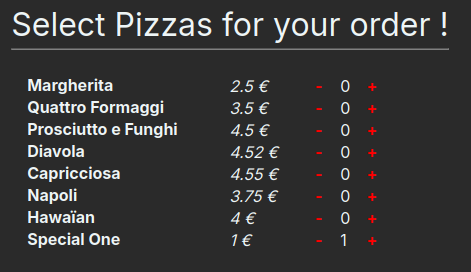 Select Pizzas for your order !
Margherita 2.5 € - 0 +
Quattro Formaggi 3.5 € - 0 +
Prosciutto e Funghi 4.5 € - 0 +
Diavola 4.52 € - 0 +
Capricciosa 4.55 € - 0 +
Napoli 3.75 € - 0 +
Hawaïan 4 € - 0 +
Special One 1 € - 1 +